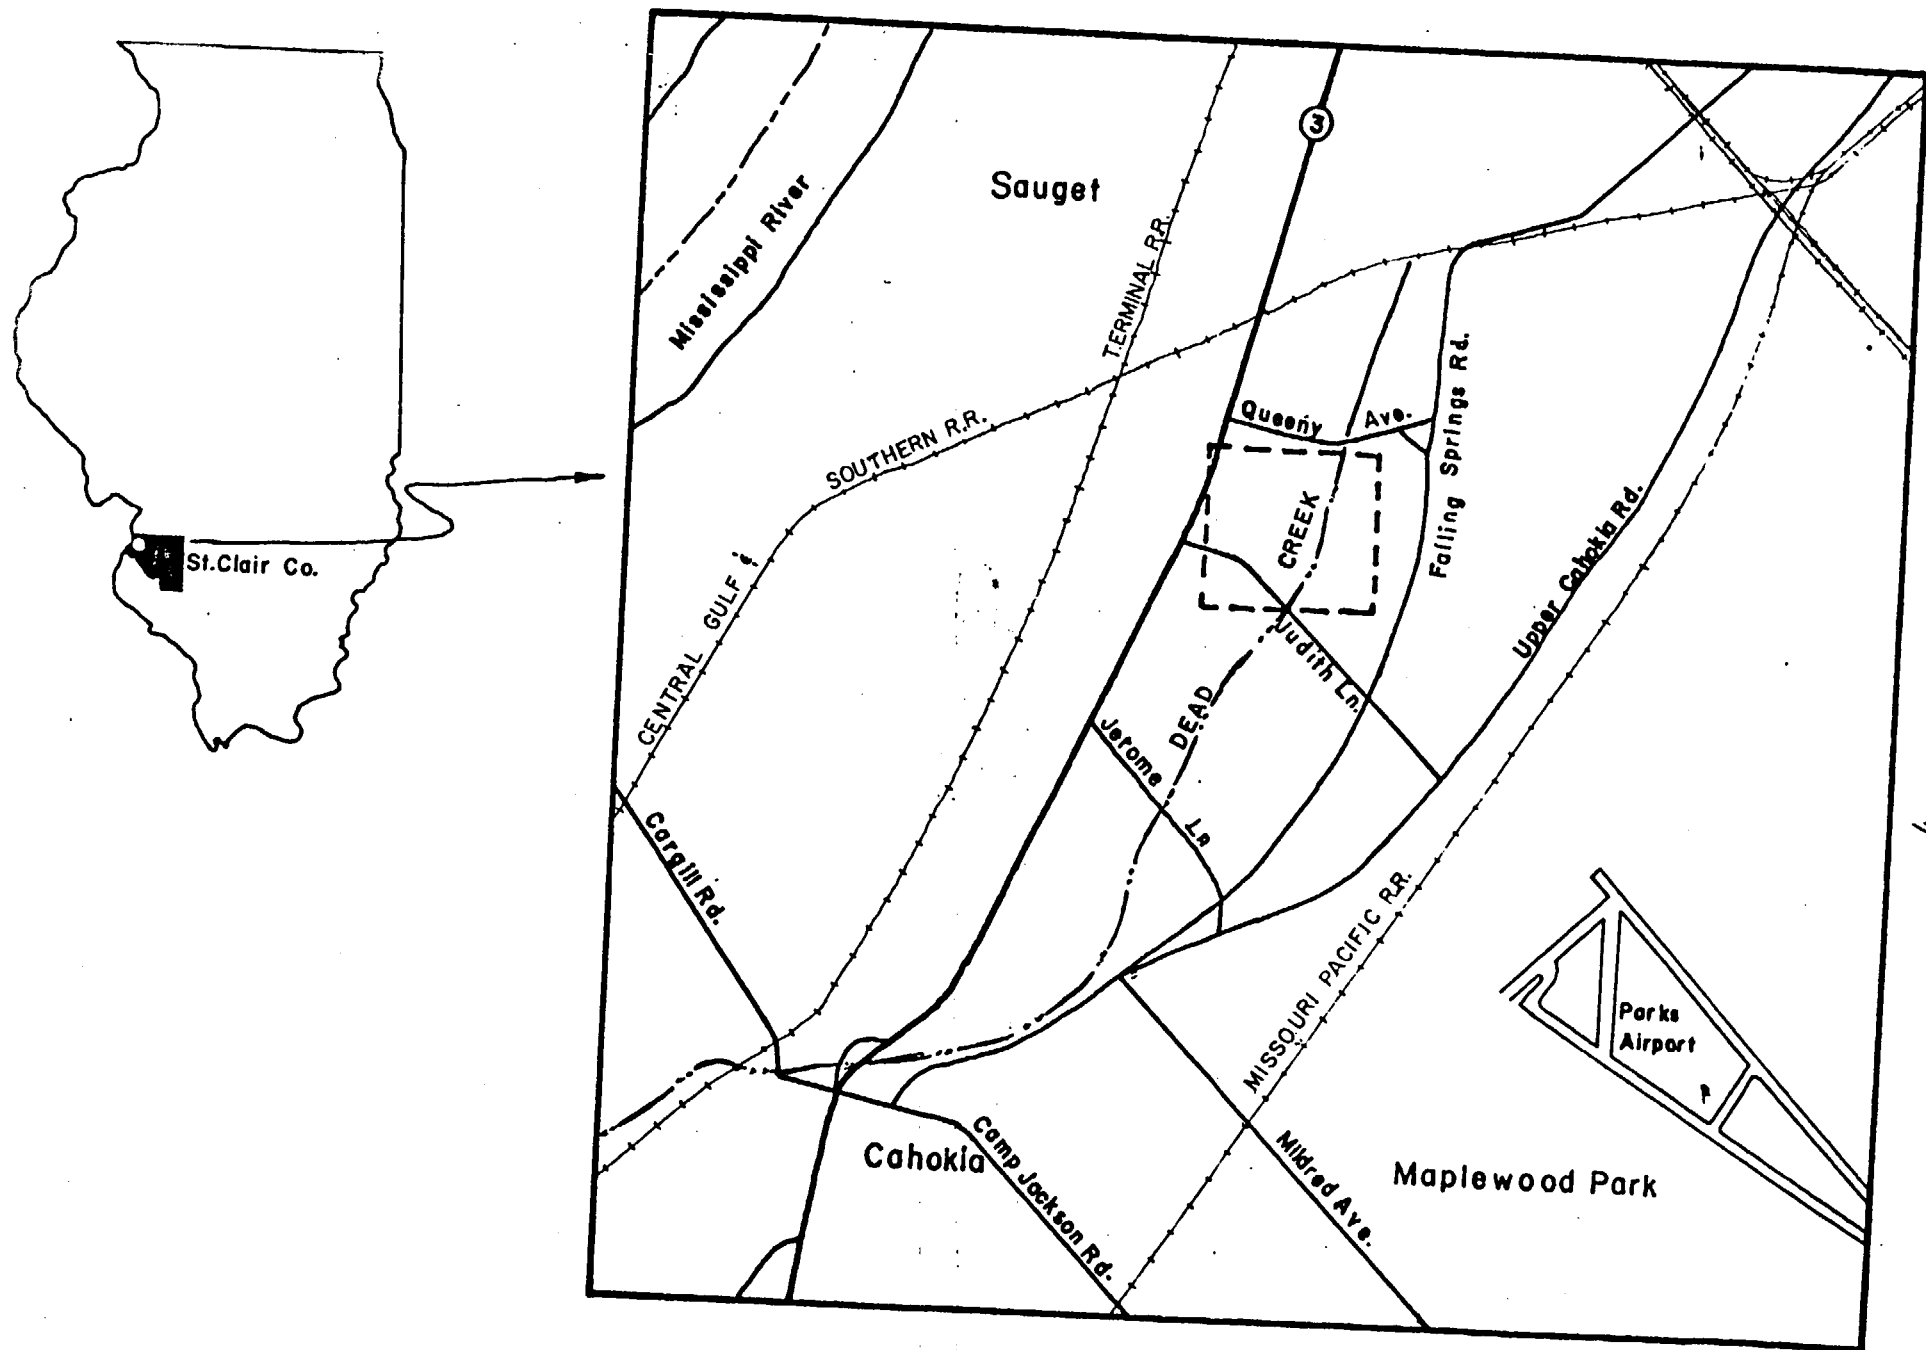 St.Clair Co.
Sauget
3
Mississippi River
TERMINAL R.R.
SOUTHERN R.R.
CENTRAL GULF &
Queeny Ave.
Falling Springs Rd.
CREEK
DEAD
Judith Ln.
Upper Cahokia Rd.
Jerome Ln
Cargill Rd.
MISSOURI PACIFIC R.R.
Parks
Airport
Cahokia
Camp Jackson Rd.
Mildred Ave.
Maplewood Park